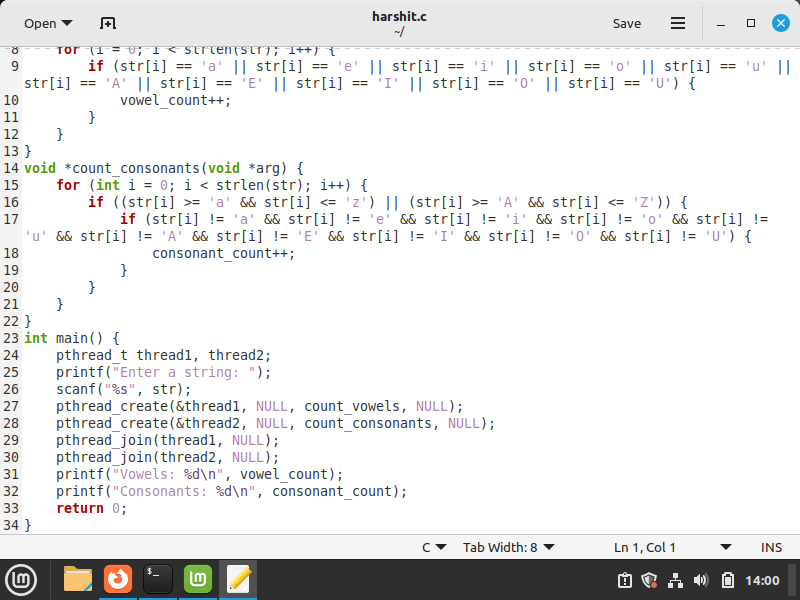 Open
harshit.c
~/
Save
8     for (i = 0; i < strlen(str); i++) {
9         if (str[i] == 'a' || str[i] == 'e' || str[i] == 'i' || str[i] == 'o' || str[i] == 'u' ||
str[i] == 'A' || str[i] == 'E' || str[i] == 'I' || str[i] == 'O' || str[i] == 'U') {
10             vowel_count++;
11         }
12     }
13 }
14 void *count_consonants(void *arg) {
15     for (int i = 0; i < strlen(str); i++) {
16         if ((str[i] >= 'a' && str[i] <= 'z') || (str[i] >= 'A' && str[i] <= 'Z')) {
17             if (str[i] != 'a' && str[i] != 'e' && str[i] != 'i' && str[i] != 'o' && str[i] !=
'u' && str[i] != 'A' && str[i] != 'E' && str[i] != 'I' && str[i] != 'O' && str[i] != 'U') {
18                 consonant_count++;
19             }
20         }
21     }
22 }
23 int main() {
24     pthread_t thread1, thread2;
25     printf("Enter a string: ");
26     scanf("%s", str);
27     pthread_create(&thread1, NULL, count_vowels, NULL);
28     pthread_create(&thread2, NULL, count_consonants, NULL);
29     pthread_join(thread1, NULL);
30     pthread_join(thread2, NULL);
31     printf("Vowels: %d\n", vowel_count);
32     printf("Consonants: %d\n", consonant_count);
33     return 0;
34 }
C
Tab Width: 8
Ln 1, Col 1
INS
14:00